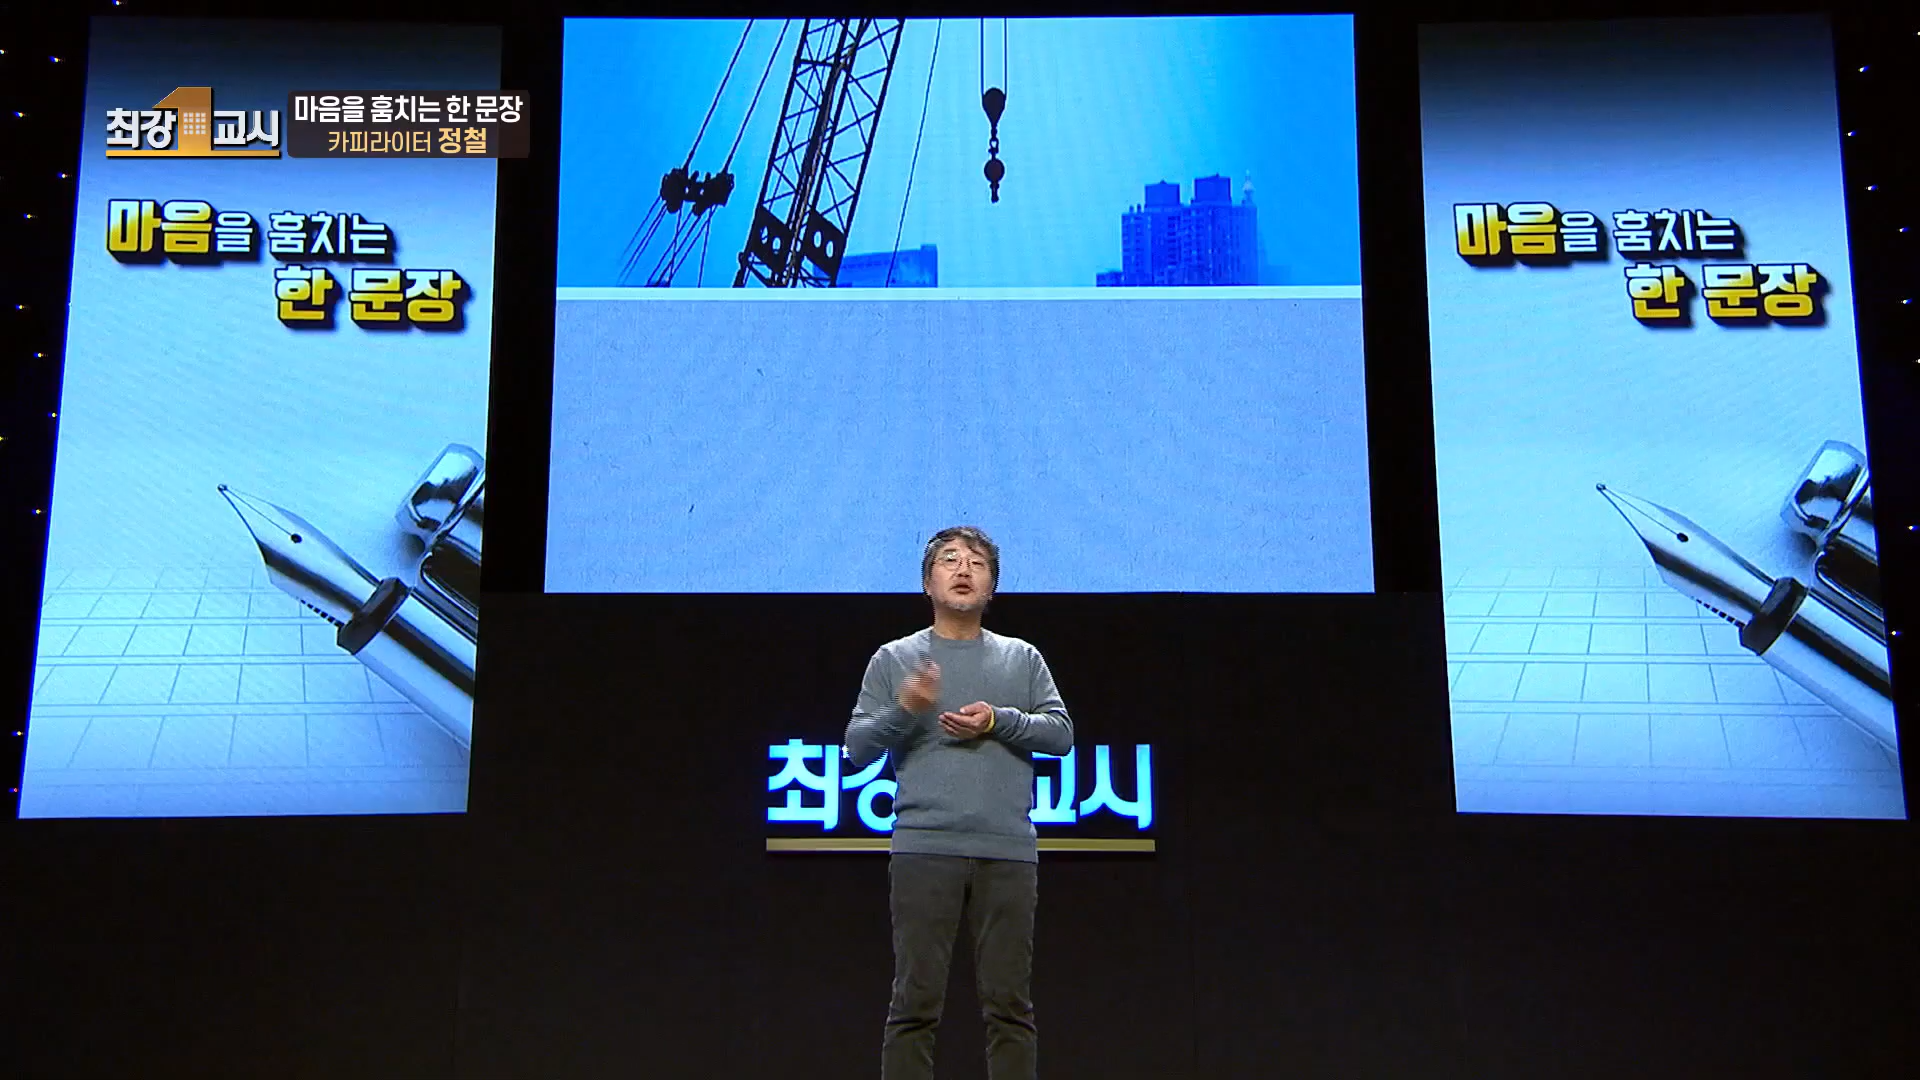 최강1교시
마음을 훔치는 한 문장
카피라이터 정철
마음을 훔치는
한 문장
마음을 훔치는
한 문장
최강 교시